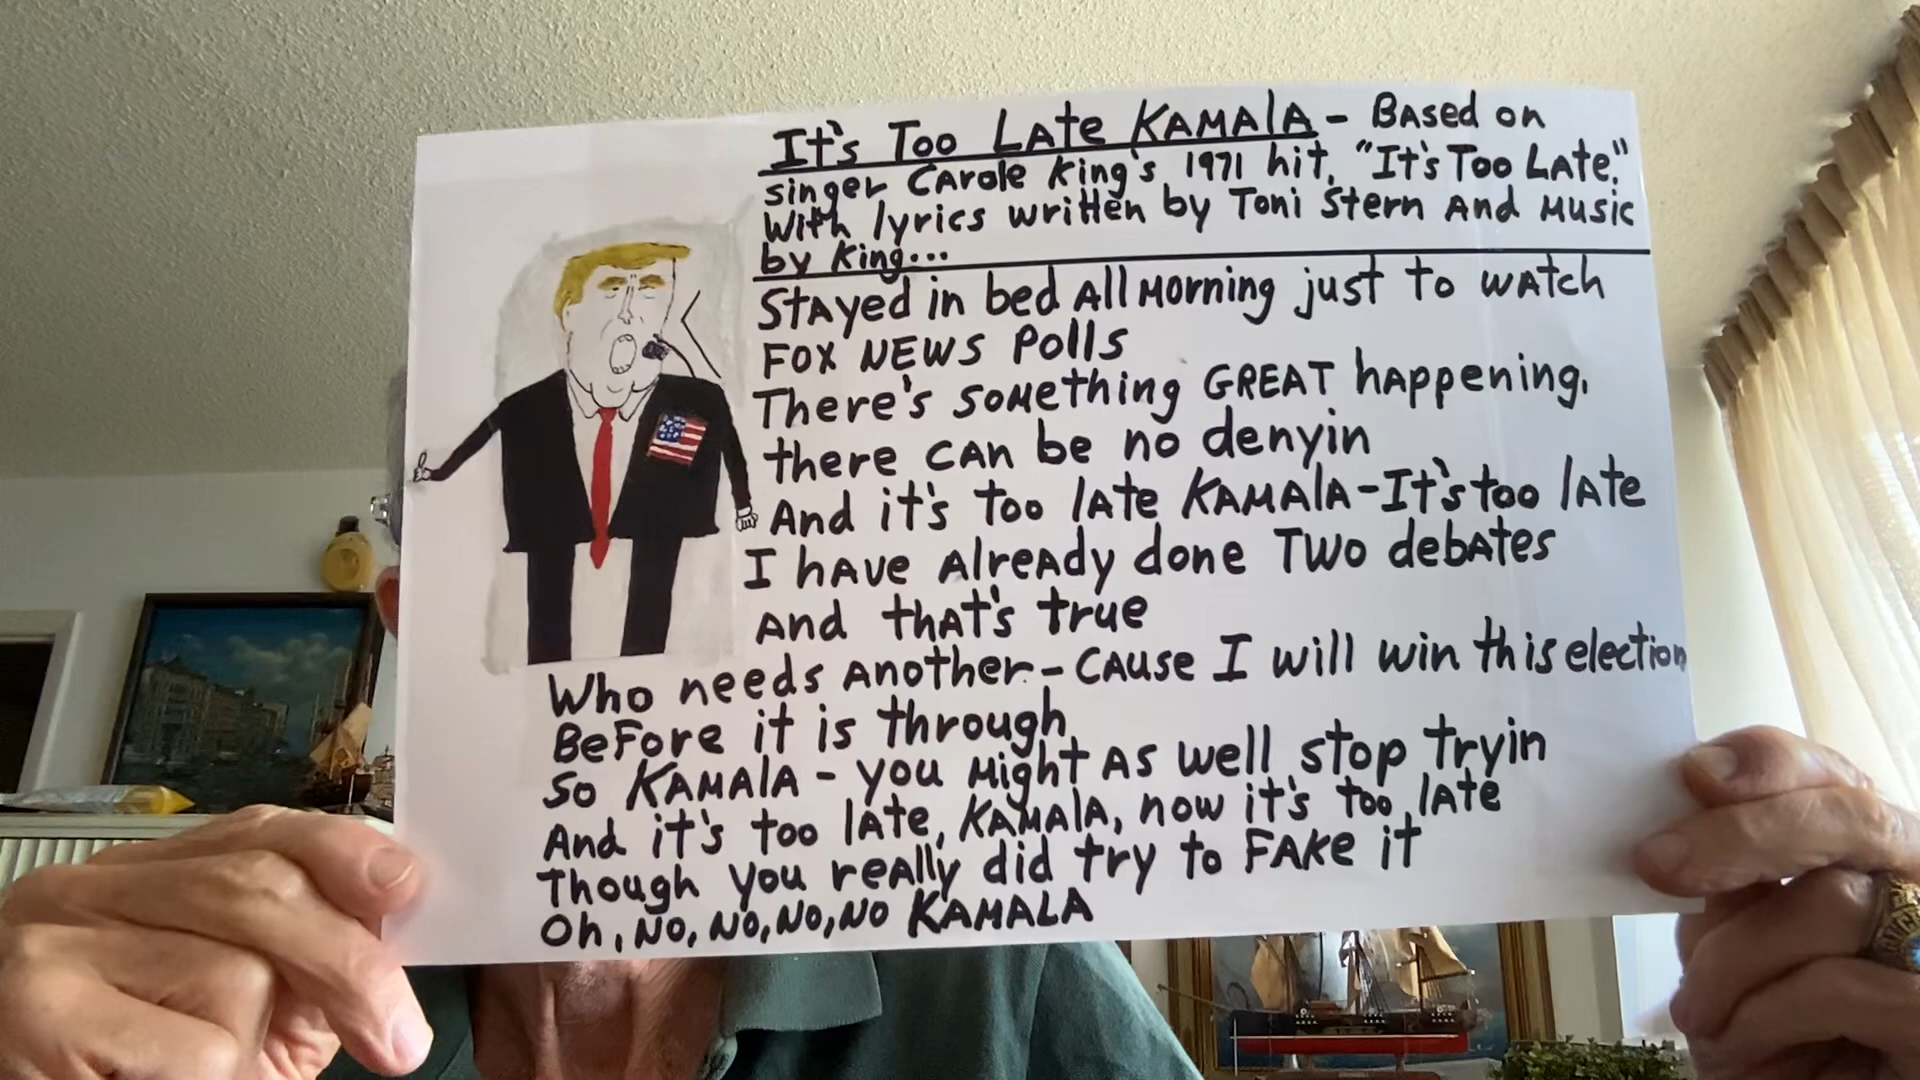 It's Too LAte KAMAlA - BAsed on
singer CArole King's 1971 hit, "It's Too LAte,"
With lyrics written by Toni Stern And Music
by King...
StAyed in bed All Morning just to wAtch
FOX NEWS Polls
There's soMething GREAT hAppening,
there cAn be no denyin
And it's too lAte KAMAlA-It's too lAte
I hAve AlreAdy done TWO debAtes
And thAt's true
Who needs Another - CAuse I will win this election
BeFore it is through
So KAMAlA - you Might As well stop tryin
And it's too lAte, KAMAlA, now it's too lAte
Though you reAlly did try to FAKe it
Oh, No, No, No, No KAMALA